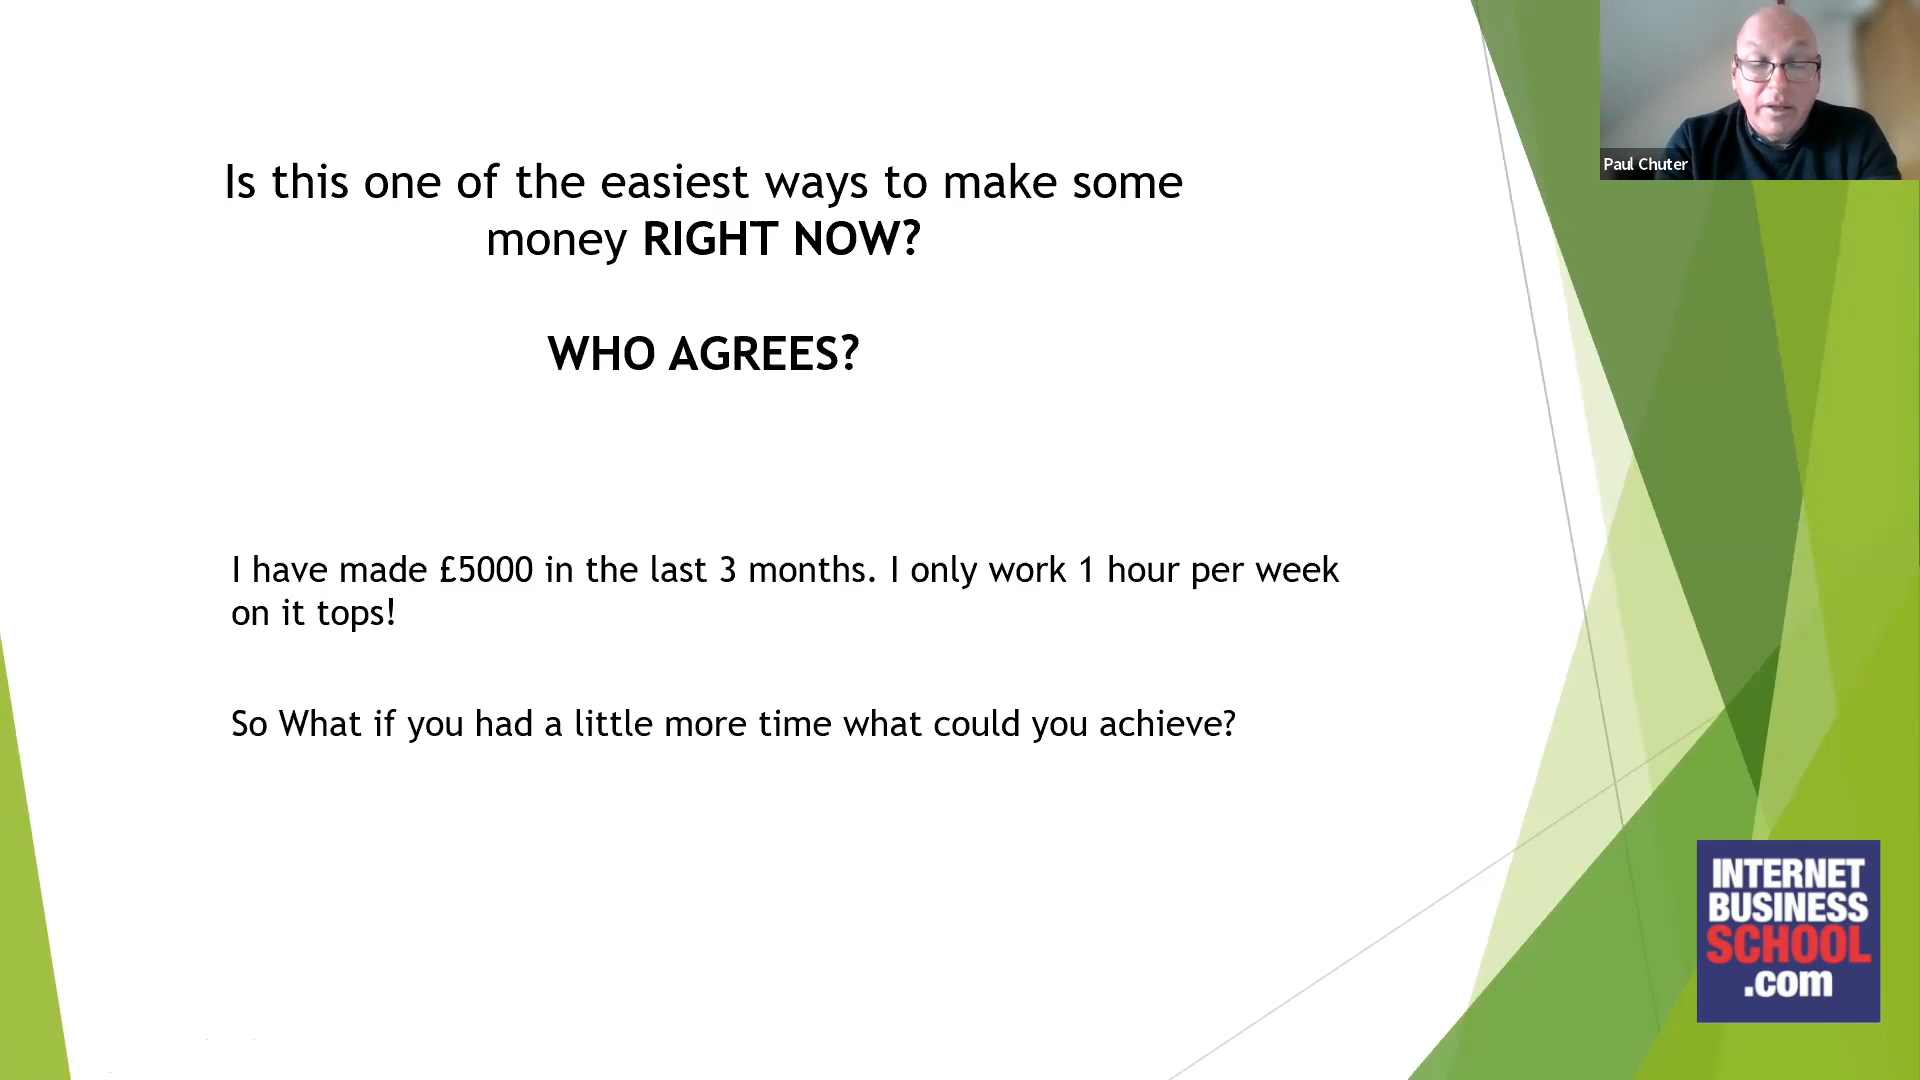 Is this one of the easiest ways to make some
money RIGHT NOW?
WHO AGREES?
I have made £5000 in the last 3 months. I only work 1 hour per week
on it tops!
So What if you had a little more time what could you achieve?
Paul Chuter
INTERNET
BUSINESS
SCHOOL
.com